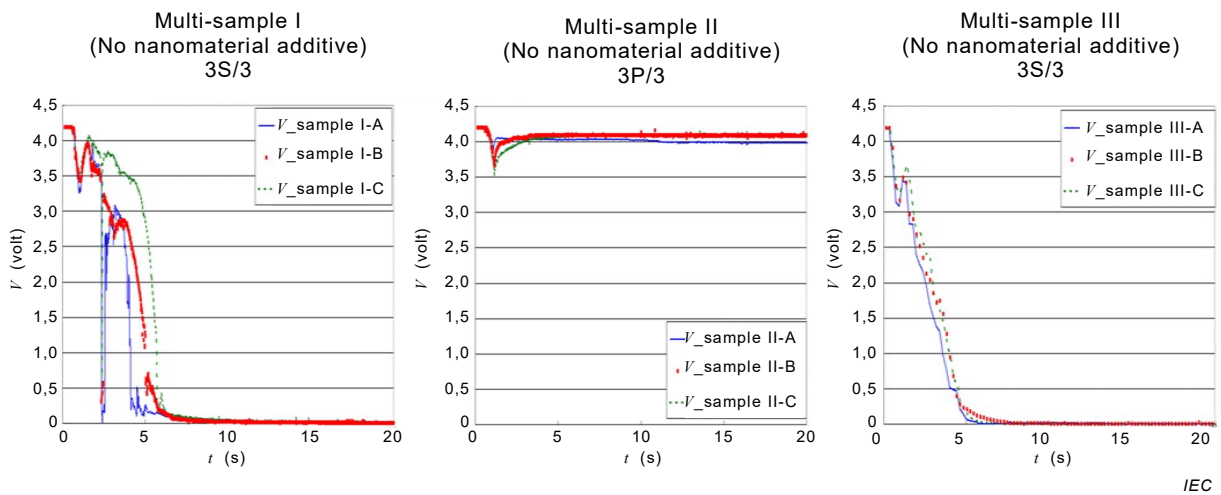 Multi-sample I
(No nanomaterial additive)
3S/3
4,5
4,0
3,5
3,0
2,5
2,0
1,5
1,0
0,5
0
V (volt)
V_sample I-A
V_sample I-B
V_sample I-C
0
5
10
15
20
t (s)
Multi-sample II
(No nanomaterial additive)
3P/3
4,5
4,0
3,5
3,0
2,5
2,0
1,5
1,0
0,5
0
V (volt)
V_sample II-A
V_sample II-B
V_sample II-C
0
5
10
15
20
t (s)
Multi-sample III
(No nanomaterial additive)
3S/3
4,5
4,0
3,5
3,0
2,5
2,0
1,5
1,0
0,5
0
V (volt)
V_sample III-A
V_sample III-B
V_sample III-C
0
5
10
15
20
t (s)
IEC